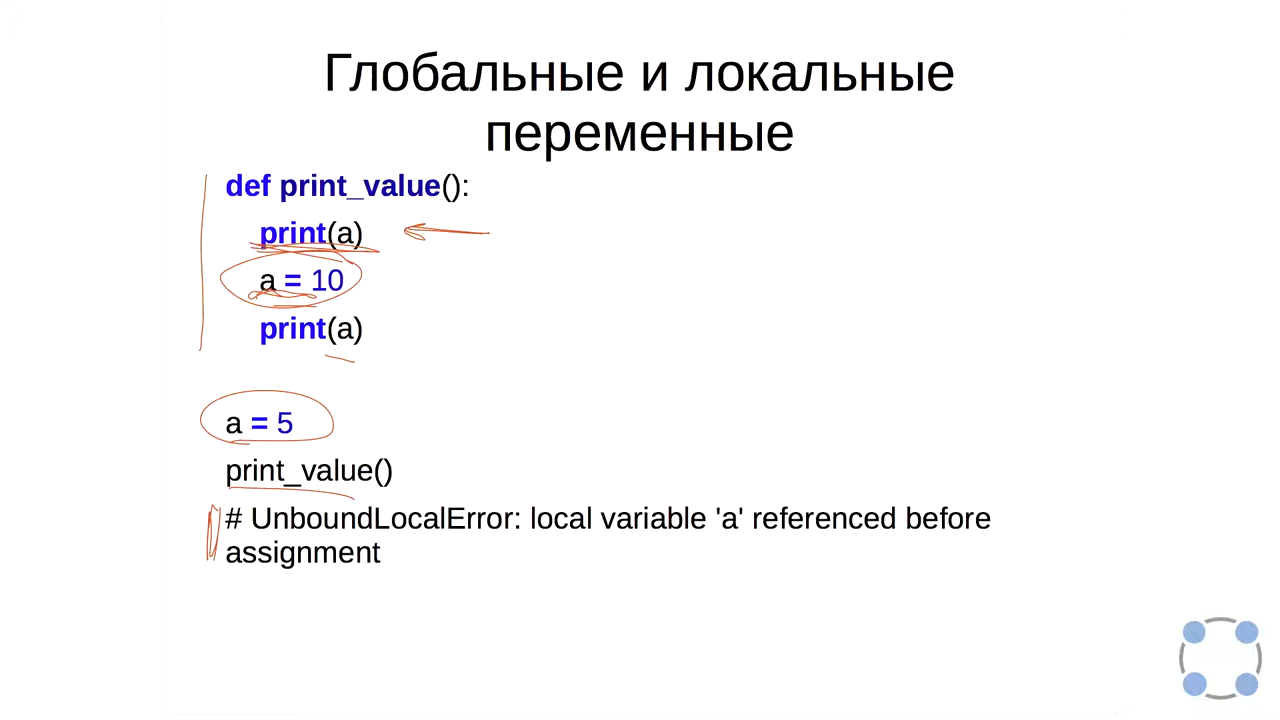 Глобальные и локальные
переменные
def print_value():
print(a)
a = 10
print(a)
a = 5
print_value()
# UnboundLocalError: local variable 'a' referenced before
assignment